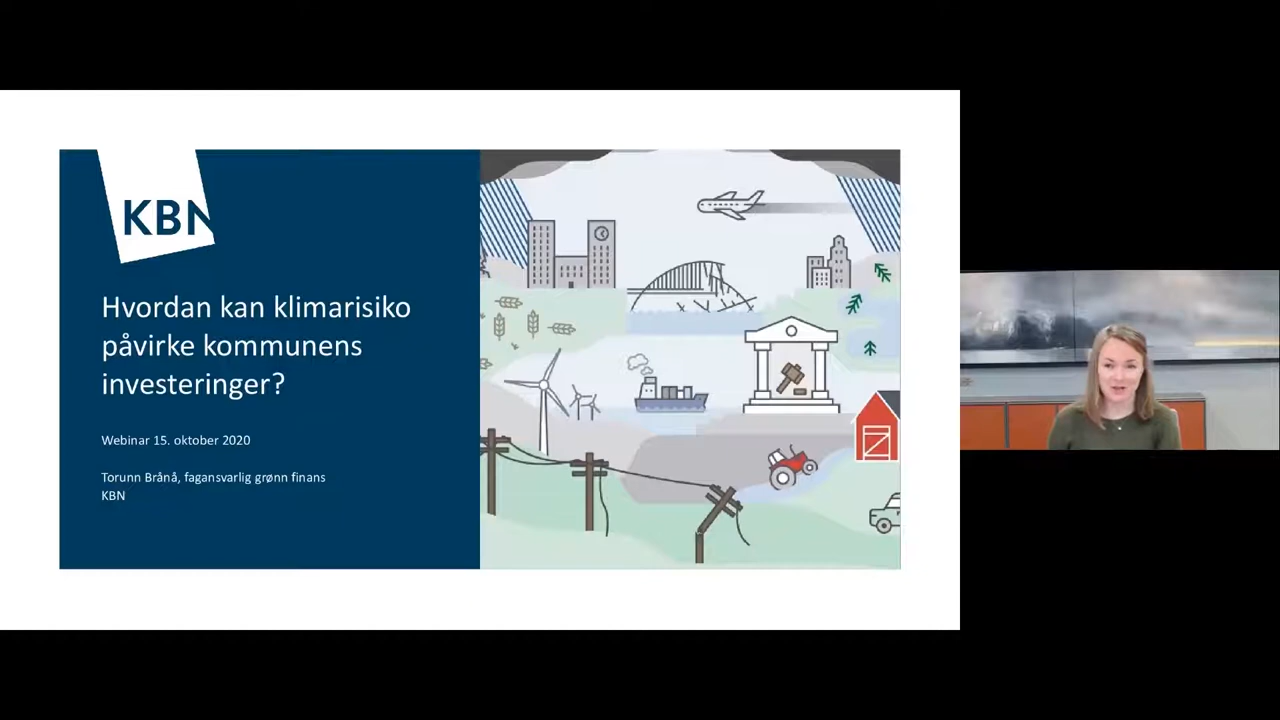 KBN
Hvordan kan klimarisiko
påvirke kommunens
investeringer?
Webinar 15. oktober 2020
Torunn Brånå, fagansvarlig grønn finans
KBN